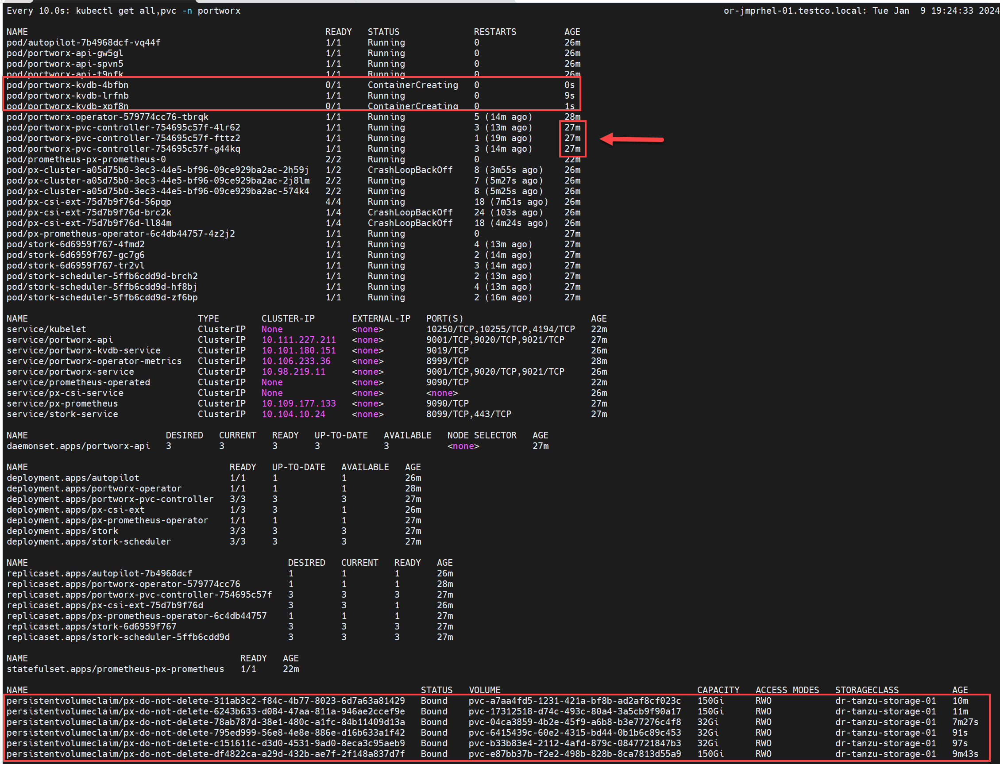 Every 10.0s: kubectl get all,pvc -n portworx or-jmprhel-01.testco.local: Tue Jan 9 19:24:33 2024
NAME READY STATUS RESTARTS AGE
pod/autopilot-7b4968dcf-vq44f 1/1 Running 0 26m
pod/portworx-api-gw5gl 1/1 Running 0 26m
pod/portworx-api-spvn5 1/1 Running 0 26m
pod/portworx-api-t9nfk 1/1 Running 0 26m
pod/portworx-kvdb-4bfbn 0/1 ContainerCreating 0 0s
pod/portworx-kvdb-lrfnb 1/1 Running 0 9s
pod/portworx-kvdb-xpf8n 0/1 ContainerCreating 0 1s
pod/portworx-operator-579774cc76-tbrqk 1/1 Running 5 (14m ago) 28m
pod/portworx-pvc-controller-754695c57f-4lr62 1/1 Running 3 (13m ago) 27m
pod/portworx-pvc-controller-754695c57f-fttz2 1/1 Running 1 (19m ago) 27m
pod/portworx-pvc-controller-754695c57f-g44kq 1/1 Running 3 (14m ago) 27m
pod/prometheus-px-prometheus-0 2/2 Running 0 22m
pod/px-cluster-a05d75b0-3ec3-44e5-bf96-09ce929ba2ac-2h59j 1/2 CrashLoopBackOff 8 (3m55s ago) 26m
pod/px-cluster-a05d75b0-3ec3-44e5-bf96-09ce929ba2ac-2j8lm 2/2 Running 7 (5m27s ago) 26m
pod/px-cluster-a05d75b0-3ec3-44e5-bf96-09ce929ba2ac-574k4 2/2 Running 8 (5m25s ago) 26m
pod/px-csi-ext-75d7b9f76d-56pqp 4/4 Running 18 (7m51s ago) 26m
pod/px-csi-ext-75d7b9f76d-brc2k 1/4 CrashLoopBackOff 24 (103s ago) 26m
pod/px-csi-ext-75d7b9f76d-ll84m 1/4 CrashLoopBackOff 18 (4m24s ago) 26m
pod/px-prometheus-operator-6c4db44757-4z2j2 1/1 Running 0 27m
pod/stork-6d6959f767-4fmd2 1/1 Running 4 (13m ago) 27m
pod/stork-6d6959f767-gc7g6 1/1 Running 2 (14m ago) 27m
pod/stork-6d6959f767-tr2vl 1/1 Running 3 (14m ago) 27m
pod/stork-scheduler-5ffb6cdd9d-brch2 1/1 Running 2 (13m ago) 27m
pod/stork-scheduler-5ffb6cdd9d-hf8bj 1/1 Running 4 (13m ago) 27m
pod/stork-scheduler-5ffb6cdd9d-zf6bp 1/1 Running 2 (16m ago) 27m
NAME TYPE CLUSTER-IP EXTERNAL-IP PORT(S) AGE
service/kubelet ClusterIP None <none> 10250/TCP,10255/TCP,4194/TCP 22m
service/portworx-api ClusterIP 10.111.227.211 <none> 9001/TCP,9020/TCP,9021/TCP 27m
service/portworx-kvdb-service ClusterIP 10.101.180.151 <none> 9019/TCP 26m
service/portworx-operator-metrics ClusterIP 10.106.233.36 <none> 8999/TCP 28m
service/portworx-service ClusterIP 10.98.219.11 <none> 9001/TCP,9020/TCP,9021/TCP 26m
service/prometheus-operated ClusterIP None <none> 9090/TCP 22m
service/px-csi-service ClusterIP None <none> <none> 26m
service/px-prometheus ClusterIP 10.109.177.133 <none> 9090/TCP 27m
service/stork-service ClusterIP 10.104.10.24 <none> 8099/TCP,443/TCP 27m
NAME DESIRED CURRENT READY UP-TO-DATE AVAILABLE NODE SELECTOR AGE
daemonset.apps/portworx-api 3 3 3 3 3 <none> 27m
NAME READY UP-TO-DATE AVAILABLE AGE
deployment.apps/autopilot 1/1 1 1 26m
deployment.apps/portworx-operator 1/1 1 1 28m
deployment.apps/portworx-pvc-controller 3/3 3 3 27m
deployment.apps/px-csi-ext 1/3 3 1 26m
deployment.apps/px-prometheus-operator 1/1 1 1 27m
deployment.apps/stork 3/3 3 3 27m
deployment.apps/stork-scheduler 3/3 3 3 27m
NAME DESIRED CURRENT READY AGE
replicaset.apps/autopilot-7b4968dcf 1 1 1 26m
replicaset.apps/portworx-operator-579774cc76 1 1 1 28m
replicaset.apps/portworx-pvc-controller-754695c57f 3 3 3 27m
replicaset.apps/px-csi-ext-75d7b9f76d 3 3 1 26m
replicaset.apps/px-prometheus-operator-6c4db44757 1 1 1 27m
replicaset.apps/stork-6d6959f767 3 3 3 27m
replicaset.apps/stork-scheduler-5ffb6cdd9d 3 3 3 27m
NAME READY AGE
statefulset.apps/prometheus-px-prometheus 1/1 22m
NAME STATUS VOLUME CAPACITY ACCESS MODES STORAGECLASS AGE
persistentvolumeclaim/px-do-not-delete-311ab3c2-f84c-4b77-8023-6d7a63a81429 Bound pvc-a7aa4fd5-1231-421a-bf8b-ad2af8cf023c 150Gi RWO dr-tanzu-storage-01 10m
persistentvolumeclaim/px-do-not-delete-6243b633-d084-47aa-811a-946ae2ccef9e Bound pvc-17312518-d74c-493c-80a4-3a5cb9f90a17 150Gi RWO dr-tanzu-storage-01 11m
persistentvolumeclaim/px-do-not-delete-78ab787d-38e1-480c-a1fc-84b11409d13a Bound pvc-04ca3859-4b2e-45f9-a6b8-b3e77276c4f8 32Gi RWO dr-tanzu-storage-01 7m27s
persistentvolumeclaim/px-do-not-delete-795ed999-56e8-4e8e-886e-d16b633a1f42 Bound pvc-6415439c-60e2-4315-bd44-0b1b6c89c453 32Gi RWO dr-tanzu-storage-01 91s
persistentvolumeclaim/px-do-not-delete-c151611c-d3d0-4531-9ad0-8eca3c95aeb9 Bound pvc-b33b83e4-2112-4afd-879c-0847721847b3 32Gi RWO dr-tanzu-storage-01 97s
persistentvolumeclaim/px-do-not-delete-df4822ca-a29d-432b-ae7f-2f148a837d7f Bound pvc-e87bb37b-f2e2-498b-828b-8ca7813d55a9 150Gi RWO dr-tanzu-storage-01 9m43s